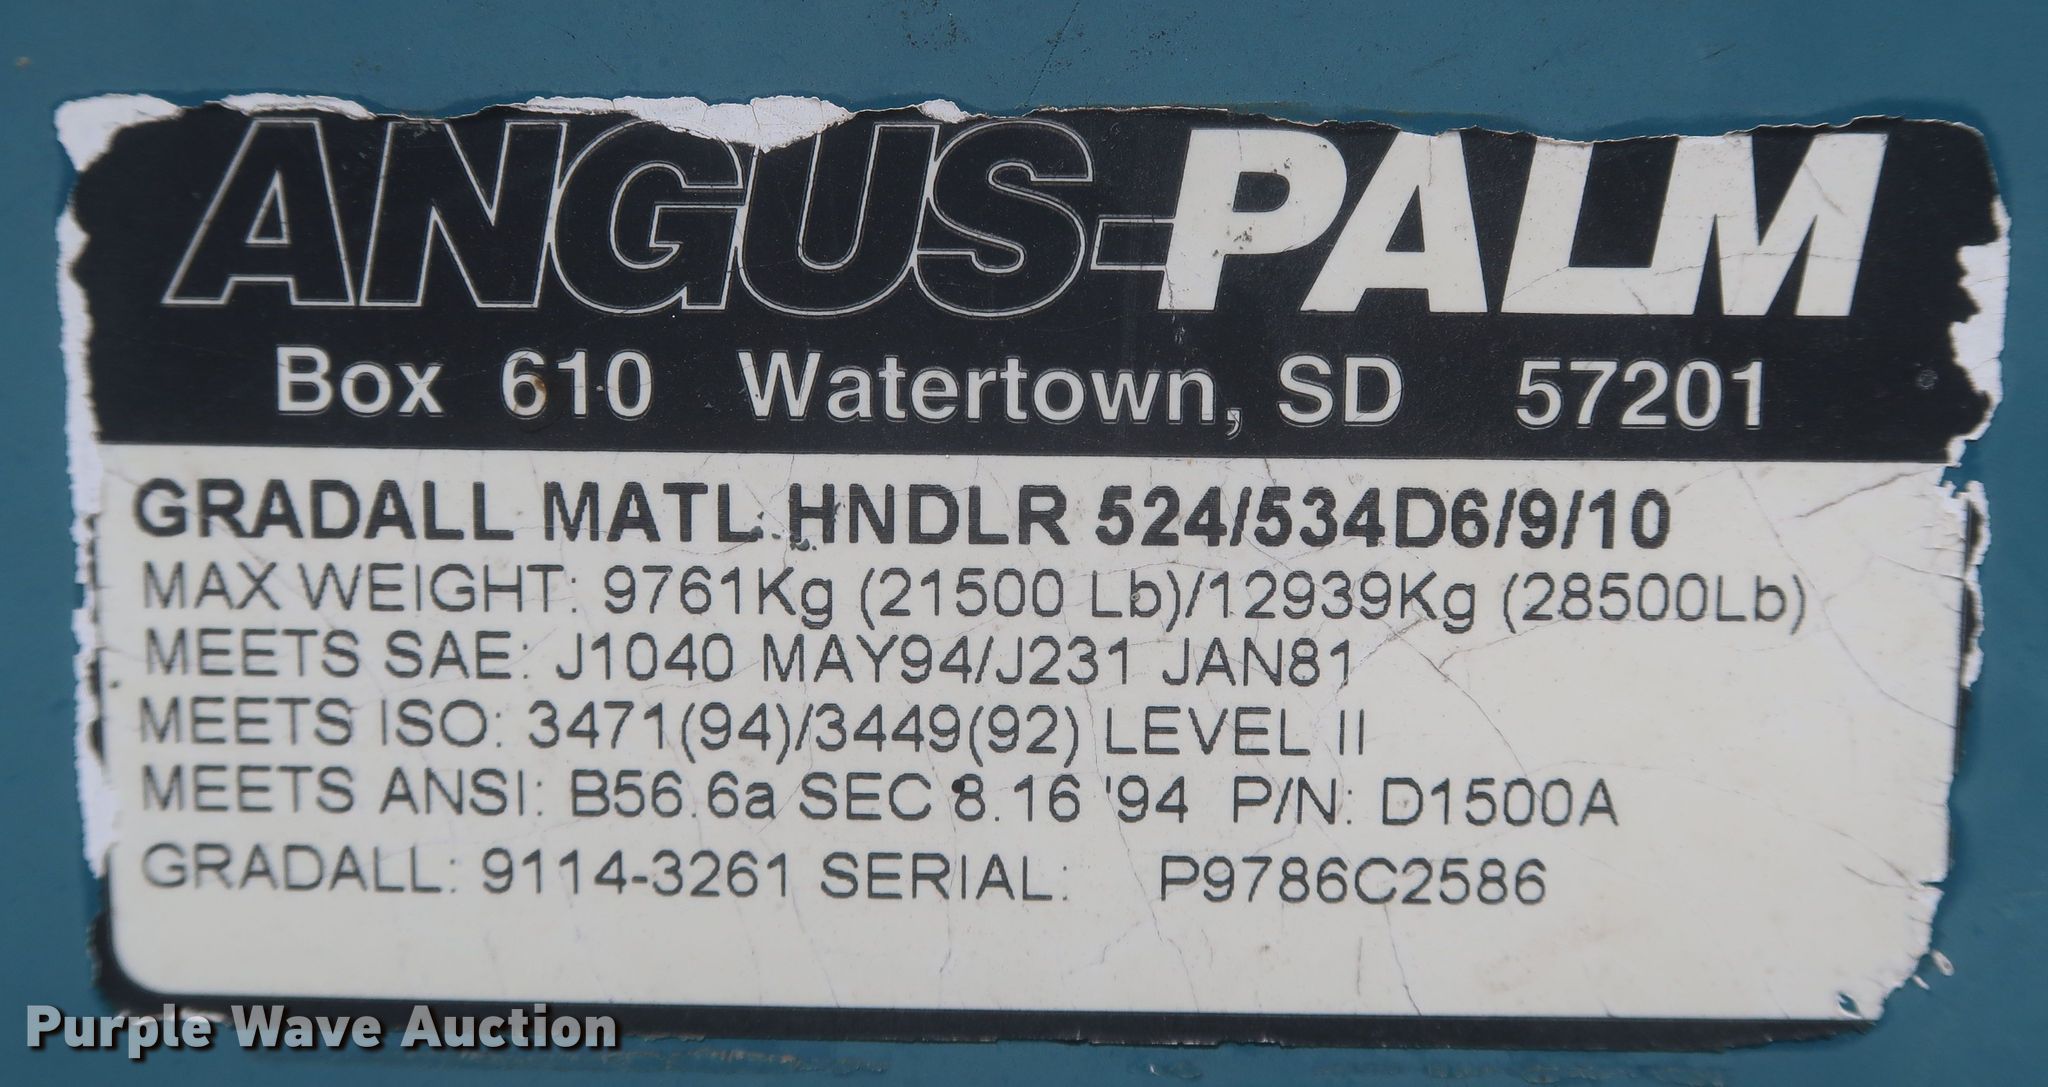 ANGUS-PALM
Box 610 Watertown, SD 57201
GRADALL MATL HNDLR 524/534D6/9/10
MAX WEIGHT: 9761Kg (21500 Lb)/12939Kg (28500Lb)
MEETS SAE: J1040 MAY94/J231 JAN81
MEETS ISO: 3471(94)/3449(92) LEVEL II
MEETS ANSI: B56.6a SEC 8.16 '94 P/N: D1500A
GRADALL: 9114-3261 SERIAL: P9786C2586
Purple Wave Auction